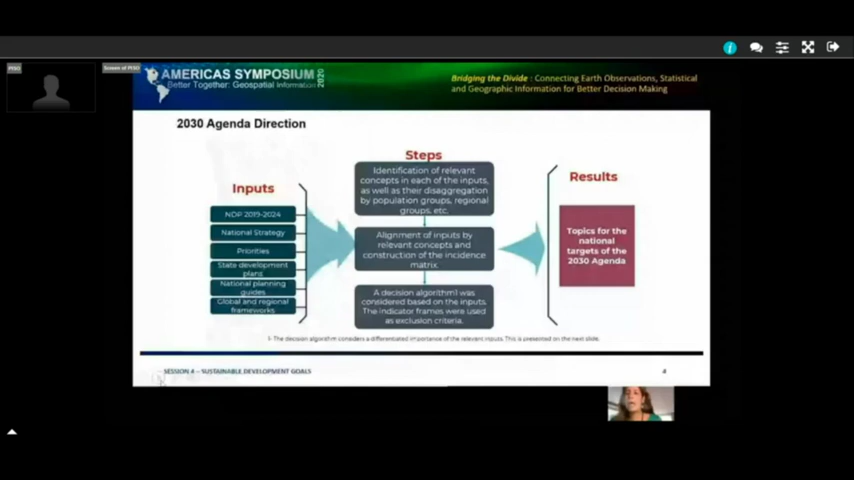 PISO
Screen of PISO
AMERICAS SYMPOSIUM 2020
Better Together: Geospatial Information
Bridging the Divide : Connecting Earth Observations, Statistical
and Geographic Information for Better Decision Making
2030 Agenda Direction
Inputs
NDP 2019-2024
National Strategy
Priorities
State development
plans
National planning
guides
Global and regional
frameworks
Steps
Identification of relevant
concepts in each of the inputs,
as well as their disaggregation
by population groups, regional
groups, etc.
Alignment of inputs by
relevant concepts and
construction of the incidence
matrix.
A decision algorithm1 was
considered based on the inputs.
The indicator frames were used
as exclusion criteria.
Results
Topics for the
national
targets of the
2030 Agenda
1- The decision algorithm considers a differentiated importance of the relevant inputs. This is presented on the next slide.
SESSION 4 – SUSTAINABLE DEVELOPMENT GOALS
4